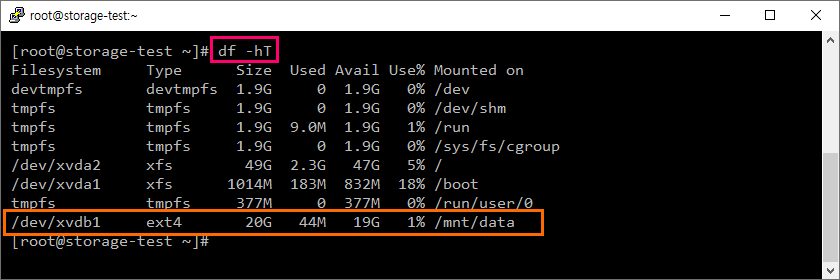 root@storage-test:~
[root@storage-test ~]# df -hT
Filesystem     Type      Size  Used Avail Use% Mounted on
devtmpfs       devtmpfs  1.9G     0  1.9G   0% /dev
tmpfs          tmpfs     1.9G     0  1.9G   0% /dev/shm
tmpfs          tmpfs     1.9G  9.0M  1.9G   1% /run
tmpfs          tmpfs     1.9G     0  1.9G   0% /sys/fs/cgroup
/dev/xvda2     xfs        49G  2.3G   47G   5% /
/dev/xvda1     xfs      1014M  183M  832M  18% /boot
tmpfs          tmpfs     377M     0  377M   0% /run/user/0
/dev/xvdb1     ext4       20G   44M   19G   1% /mnt/data
[root@storage-test ~]#